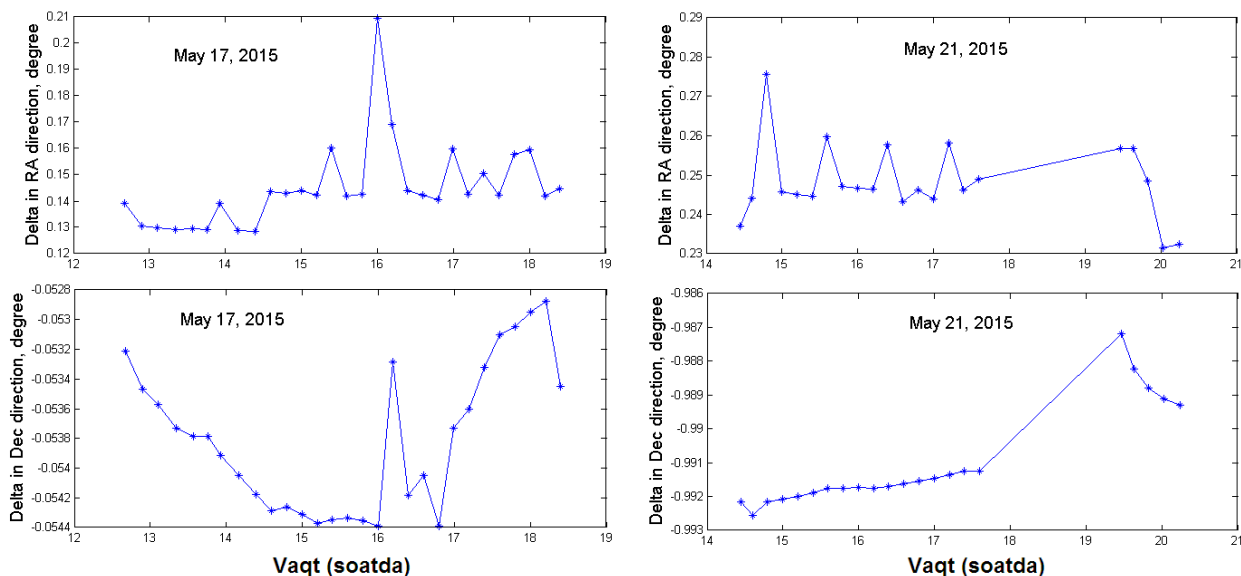 May 17, 2015
Delta in RA direction, degree
0.21
0.2
0.19
0.18
0.17
0.16
0.15
0.14
0.13
0.12
12 13 14 15 16 17 18 19
May 21, 2015
Delta in RA direction, degree
0.29
0.28
0.27
0.26
0.25
0.24
0.23
14 15 16 17 18 19 20 21
May 17, 2015
Delta in Dec direction, degree
-0.0528
-0.053
-0.0532
-0.0534
-0.0536
-0.0538
-0.054
-0.0542
-0.0544
12 13 14 15 16 17 18 19
Vaqt (soatda)
May 21, 2015
Delta in Dec direction, degree
-0.986
-0.987
-0.988
-0.989
-0.99
-0.991
-0.992
-0.993
14 15 16 17 18 19 20 21
Vaqt (soatda)